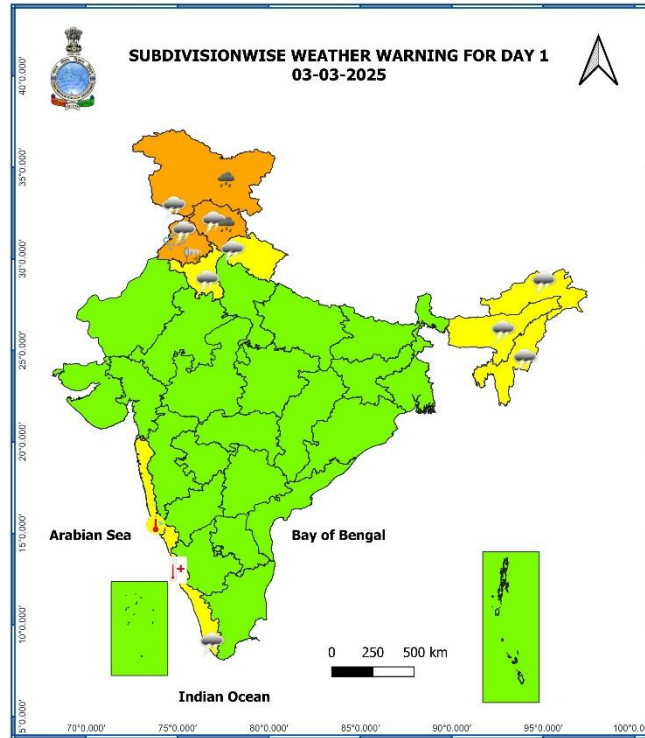 SUBDIVISIONWISE WEATHER WARNING FOR DAY 1
03-03-2025
40°0.000'
35°0.000'
30°0.000'
25°0.000'
20°0.000'
15°0.000'
10°0.000'
5°0.000'
Arabian Sea
Bay of Bengal
0 250 500 km
Indian Ocean
70°0.000' 75°0.000' 80°0.000' 85°0.000' 90°0.000' 95°0.000'